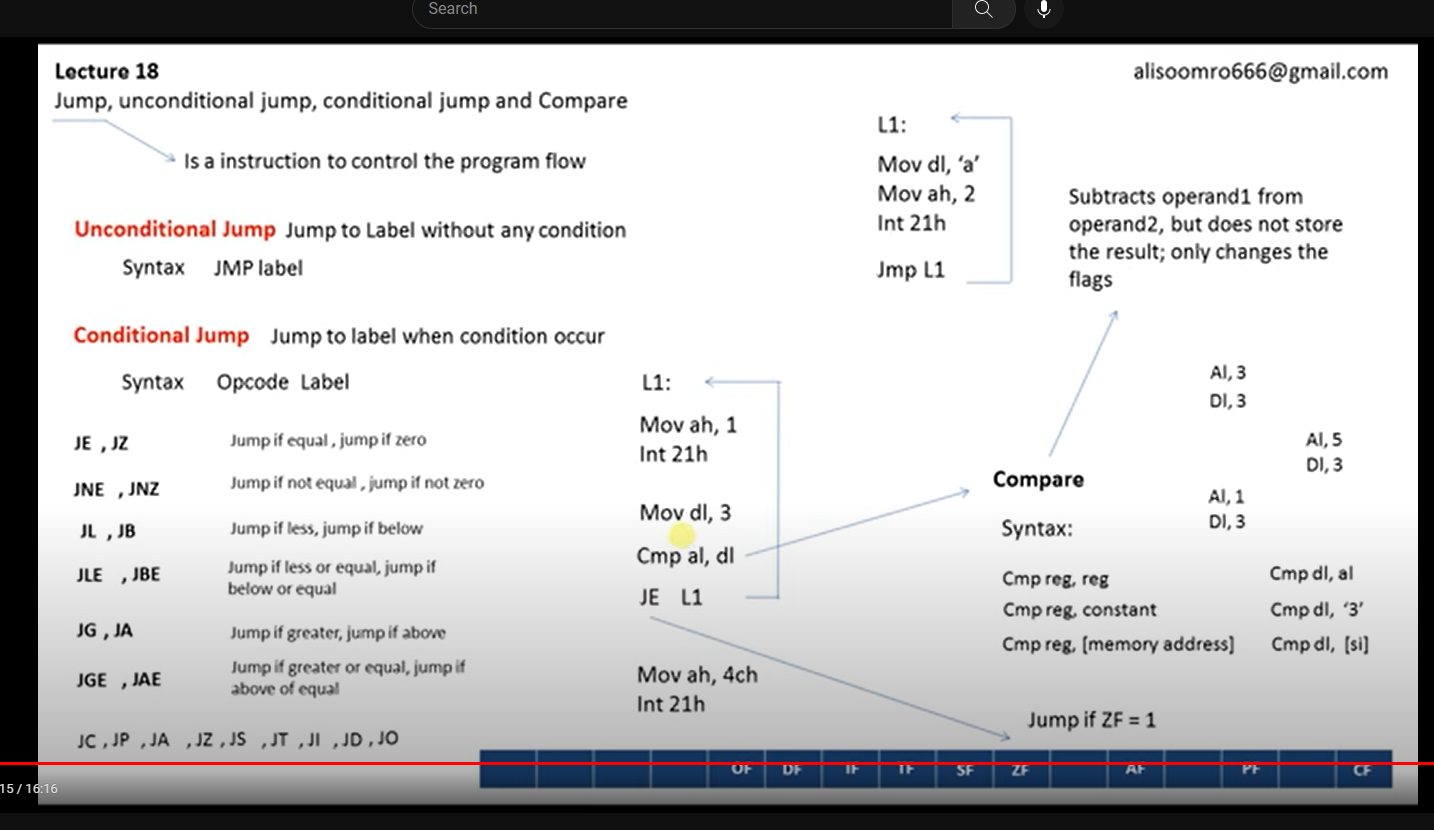 Search
Lecture 18
alisoomro666@gmail.com
Jump, unconditional jump, conditional jump and Compare
Is a instruction to control the program flow
Unconditional Jump Jump to Label without any condition
Syntax JMP label
L1:
Mov dl, ‘a’
Mov ah, 2
Int 21h
Jmp L1
Subtracts operand1 from
operand2, but does not store
the result; only changes the
flags
Conditional Jump Jump to label when condition occur
Syntax Opcode Label
JE , JZ Jump if equal , jump if zero
JNE , JNZ Jump if not equal , jump if not zero
JL , JB Jump if less, jump if below
JLE , JBE Jump if less or equal, jump if
below or equal
JG , JA Jump if greater, jump if above
JGE , JAE Jump if greater or equal, jump if
above of equal
JC , JP , JA , JZ , JS , JT , JI , JD , JO
L1:
Mov ah, 1
Int 21h
Mov dl, 3
Cmp al, dl
JE L1
Mov ah, 4ch
Int 21h
Al, 3
Dl, 3
Al, 5
Dl, 3
Al, 1
Dl, 3
Compare
Syntax:
Cmp reg, reg Cmp dl, al
Cmp reg, constant Cmp dl, ‘3’
Cmp reg, [memory address] Cmp dl, [si]
Jump if ZF = 1
OF DF IF TF SF ZF AF PF CF
15 / 16:16